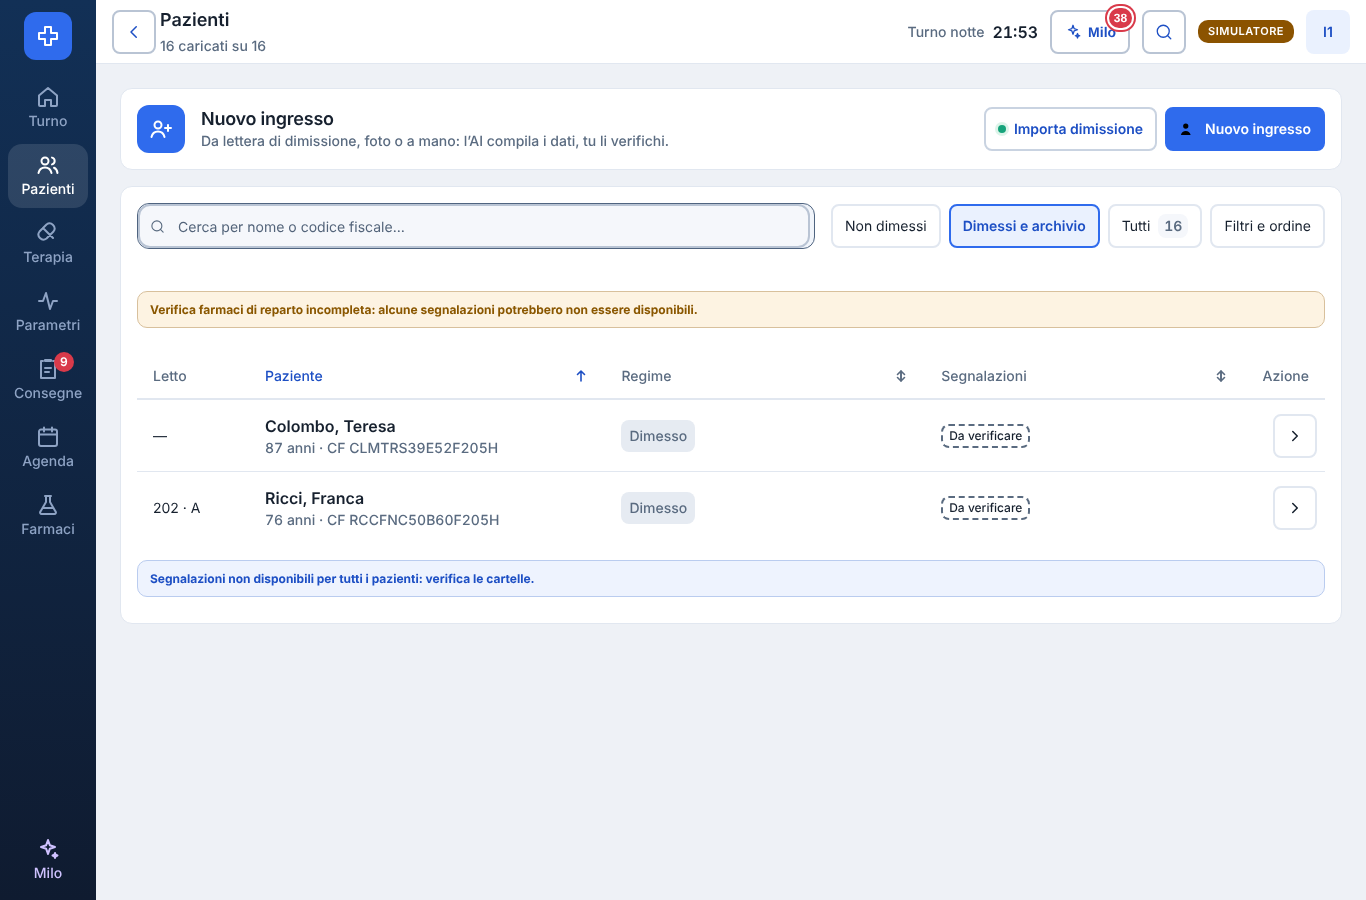 Pazienti
16 caricati su 16
Turno notte 21:53
Milo
38
SIMULATORE
I1
Turno
Pazienti
Terapia
Parametri
9
Consegne
Agenda
Farmaci
Milo
Nuovo ingresso
Da lettera di dimissione, foto o a mano: l’AI compila i dati, tu li verifichi.
Importa dimissione
Nuovo ingresso
Cerca per nome o codice fiscale...
Non dimessi
Dimessi e archivio
Tutti 16
Filtri e ordine
Verifica farmaci di reparto incompleta: alcune segnalazioni potrebbero non essere disponibili.
Letto Paziente Regime Segnalazioni Azione
— Colombo, Teresa Dimesso Da verificare
87 anni · CF CLMTRS39E52F205H
202 · A Ricci, Franca Dimesso Da verificare
76 anni · CF RCCFNC50B60F205H
Segnalazioni non disponibili per tutti i pazienti: verifica le cartelle.